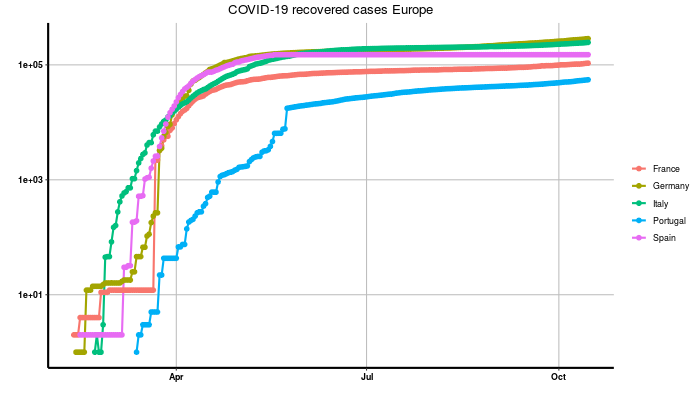 COVID-19 recovered cases Europe
1e+05
1e+03
1e+01
Apr
Jul
Oct
France
Germany
Italy
Portugal
Spain